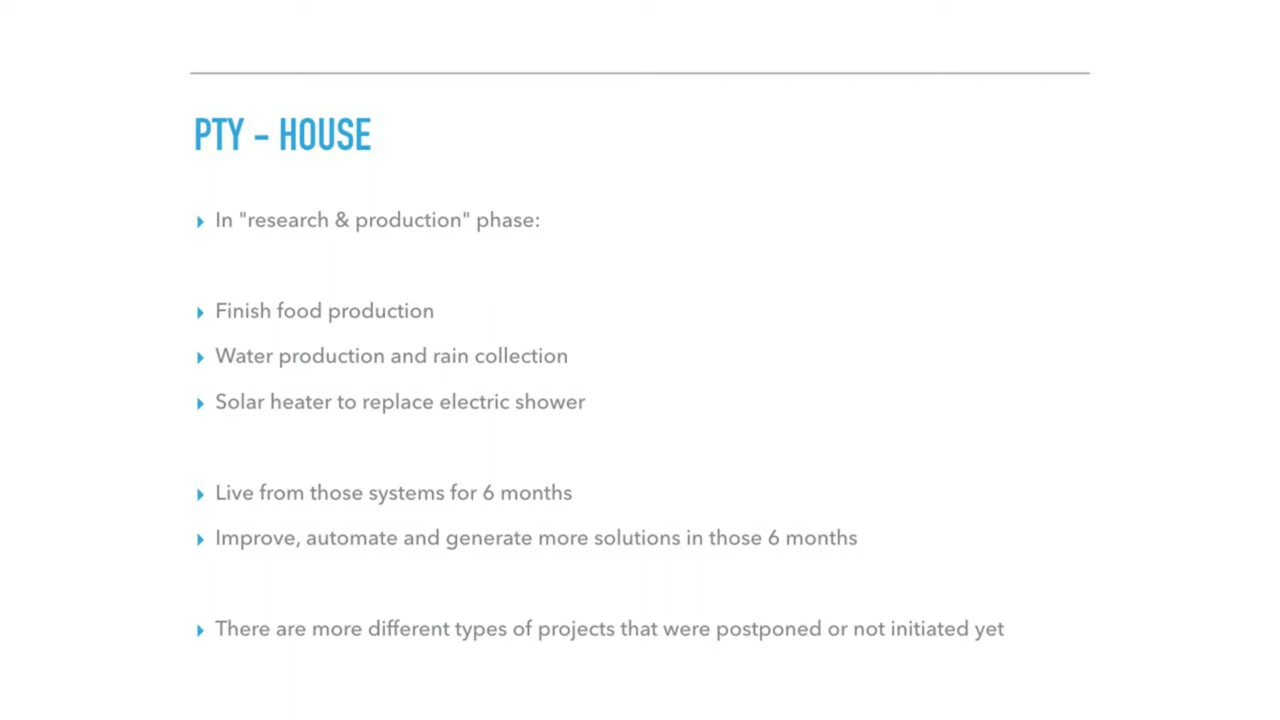 PTY – HOUSE
In "research & production" phase:
Finish food production
Water production and rain collection
Solar heater to replace electric shower
Live from those systems for 6 months
Improve, automate and generate more solutions in those 6 months
There are more different types of projects that were postponed or not initiated yet